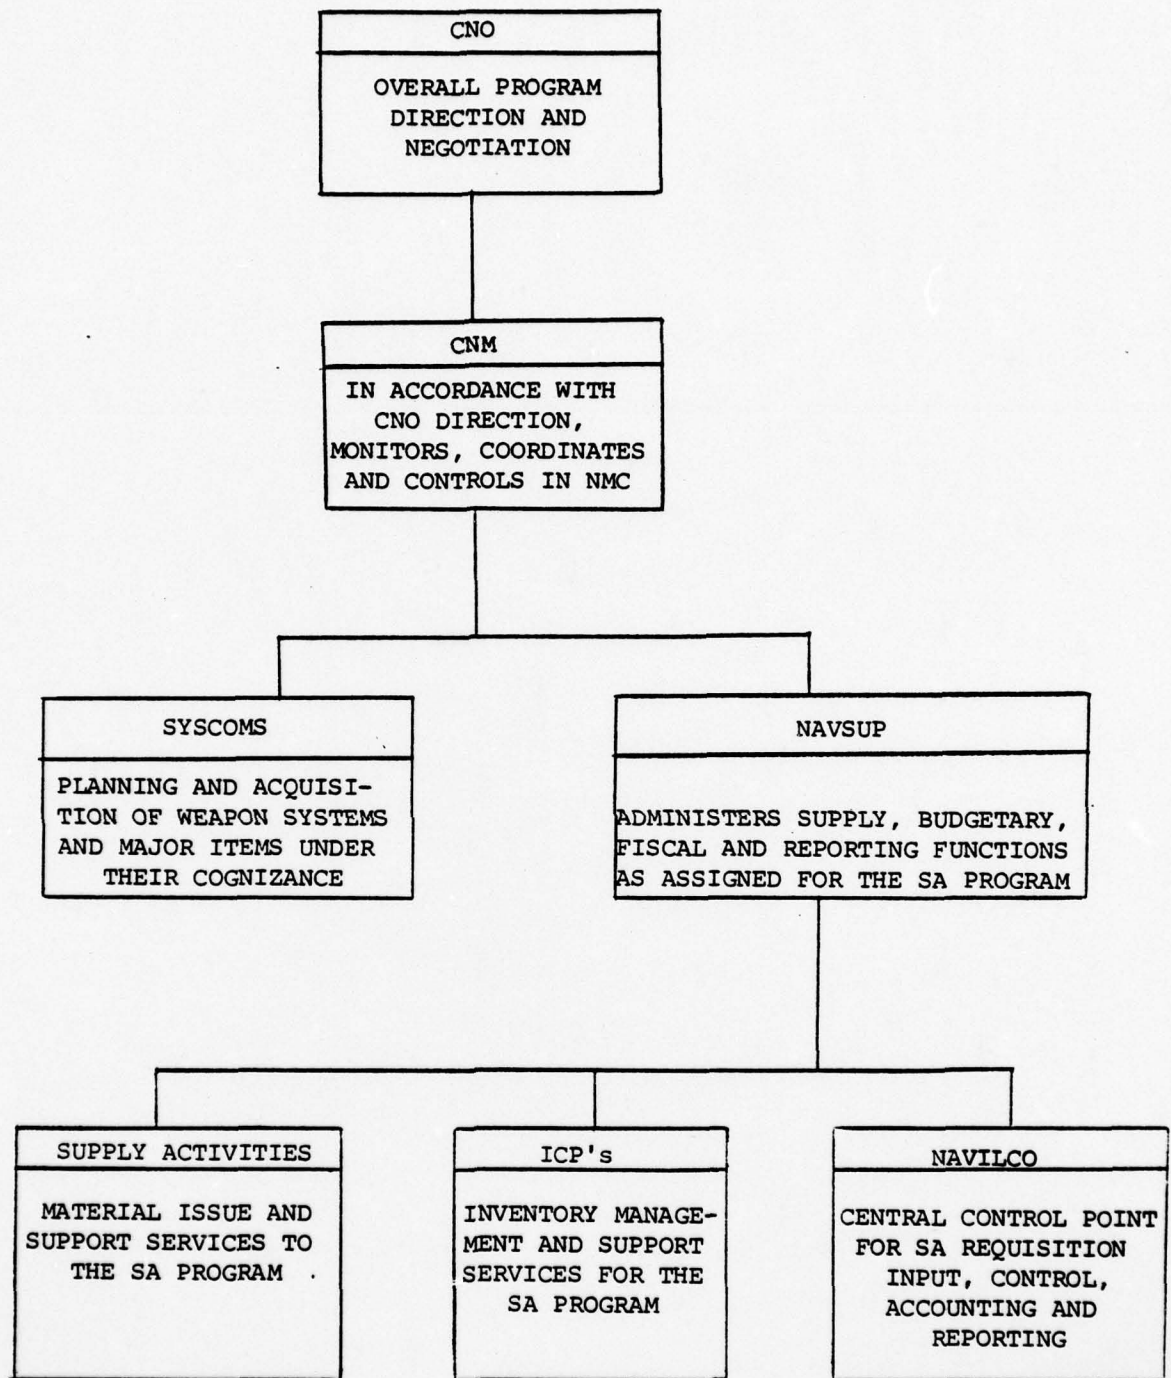 CNO
OVERALL PROGRAM
DIRECTION AND
NEGOTIATION
CNM
IN ACCORDANCE WITH
CNO DIRECTION,
MONITORS, COORDINATES
AND CONTROLS IN NMC
SYSCOMS
PLANNING AND ACQUISI-
TION OF WEAPON SYSTEMS
AND MAJOR ITEMS UNDER
THEIR COGNIZANCE
NAVSUP
ADMINISTERS SUPPLY, BUDGETARY,
FISCAL AND REPORTING FUNCTIONS
AS ASSIGNED FOR THE SA PROGRAM
SUPPLY ACTIVITIES
MATERIAL ISSUE AND
SUPPORT SERVICES TO
THE SA PROGRAM
ICP's
INVENTORY MANAGE-
MENT AND SUPPORT
SERVICES FOR THE
SA PROGRAM
NAVILCO
CENTRAL CONTROL POINT
FOR SA REQUISITION
INPUT, CONTROL,
ACCOUNTING AND
REPORTING